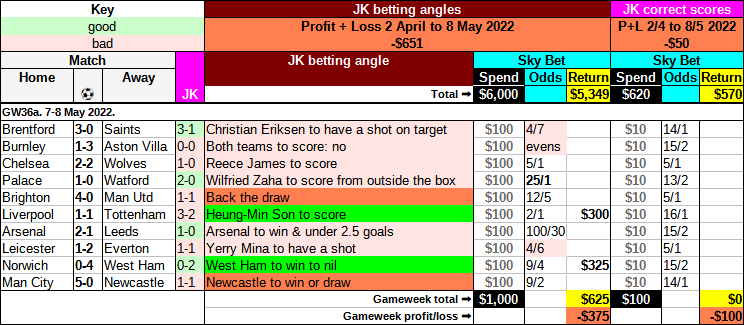 Key JK betting angles JK correct scores
good Profit + Loss 2 April to 8 May 2022 P+L 2/4 to 8/5 2022
bad -$651 -$50
Match JK betting angle Sky Bet Sky Bet
Home ⚽ Away JK Spend Odds Return Spend Odds Return
Total ➡ $6,000 $5,349 $620 $570
GW36a. 7-8 May 2022.
Brentford 3-0 Saints 3-1 Christian Eriksen to have a shot on target $100 4/7 $10 14/1
Burnley 1-3 Aston Villa 0-0 Both teams to score: no $100 evens $10 15/2
Chelsea 2-2 Wolves 1-0 Reece James to score $100 5/1 $10 5/1
Palace 1-0 Watford 2-0 Wilfried Zaha to score from outside the box $100 25/1 $10 13/2
Brighton 4-0 Man Utd 1-1 Back the draw $100 12/5 $10 5/1
Liverpool 1-1 Tottenham 3-2 Heung-Min Son to score $100 2/1 $300 $10 16/1
Arsenal 2-1 Leeds 1-0 Arsenal to win & under 2.5 goals $100 100/30 $10 15/2
Leicester 1-2 Everton 1-1 Yerry Mina to have a shot $100 4/6 $10 5/1
Norwich 0-4 West Ham 0-2 West Ham to win to nil $100 9/4 $325 $10 15/2
Man City 5-0 Newcastle 1-1 Newcastle to win or draw $100 9/2 $10 14/1
Gameweek total ➡ $1,000 $625 $100 $0
Gameweek profit/loss ➡ -$375 -$100